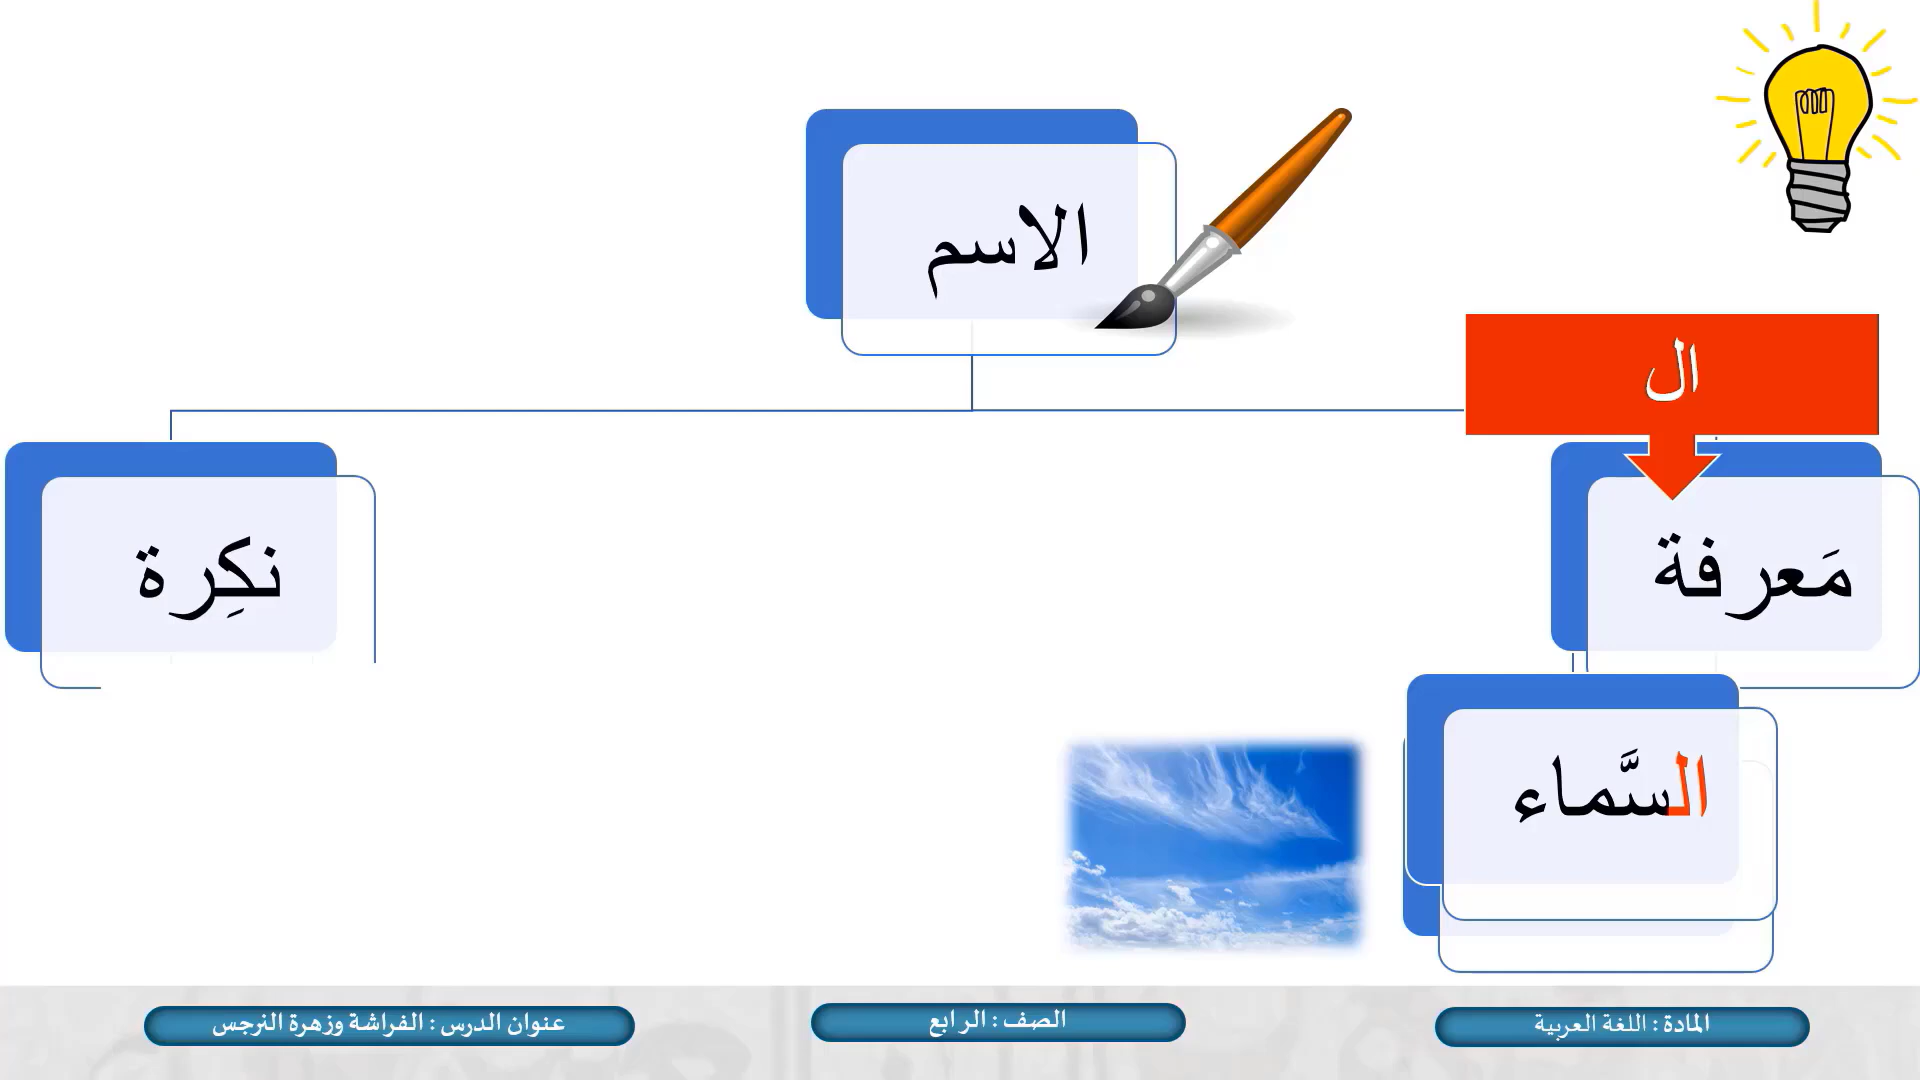 الاسم
ال
مَعرفة
نكِرة
السَّماء
المادة : اللغة العربية
الصف : الرابع
عنوان الدرس : الفراشة وزهرة النرجس